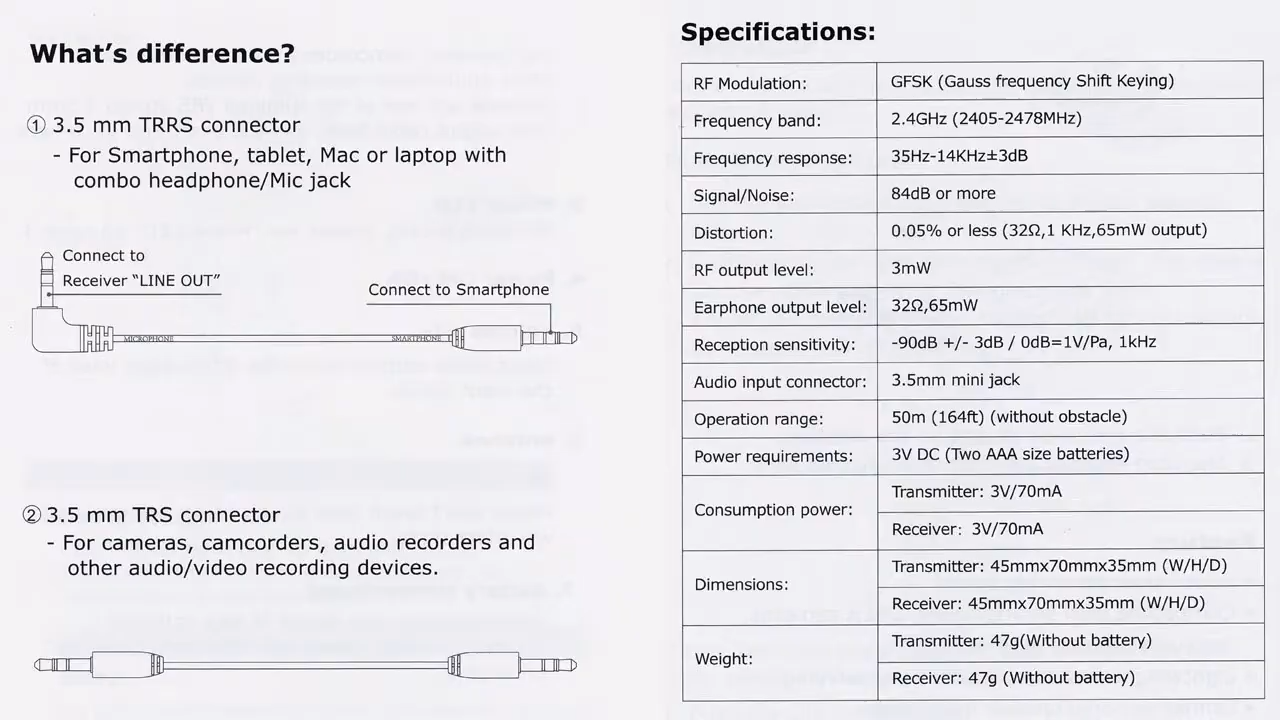 What's difference?
① 3.5 mm TRRS connector
- For Smartphone, tablet, Mac or laptop with
combo headphone/Mic jack
Connect to
Receiver “LINE OUT”
Connect to Smartphone
MICROPHONE
SMARTPHONE
② 3.5 mm TRS connector
- For cameras, camcorders, audio recorders and
other audio/video recording devices.
Specifications:
RF Modulation: GFSK (Gauss frequency Shift Keying)
Frequency band: 2.4GHz (2405-2478MHz)
Frequency response: 35Hz-14KHz±3dB
Signal/Noise: 84dB or more
Distortion: 0.05% or less (32Ω,1 KHz,65mW output)
RF output level: 3mW
Earphone output level: 32Ω,65mW
Reception sensitivity: -90dB +/- 3dB / 0dB=1V/Pa, 1kHz
Audio input connector: 3.5mm mini jack
Operation range: 50m (164ft) (without obstacle)
Power requirements: 3V DC (Two AAA size batteries)
Consumption power:
Transmitter: 3V/70mA
Receiver: 3V/70mA
Dimensions:
Transmitter: 45mmx70mmx35mm (W/H/D)
Receiver: 45mmx70mmx35mm (W/H/D)
Weight:
Transmitter: 47g(Without battery)
Receiver: 47g (Without battery)